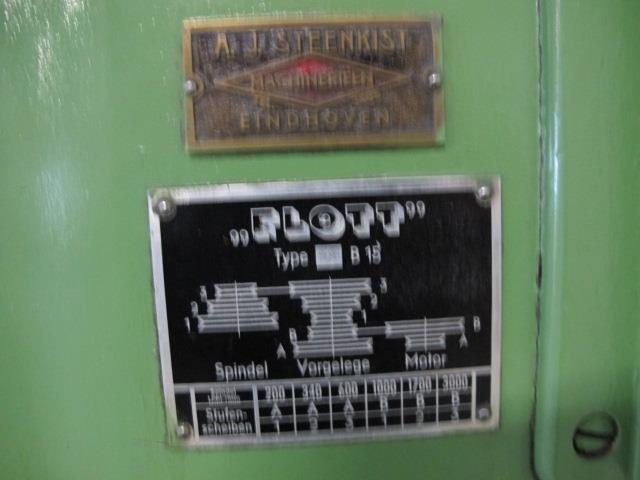 A. J. STEENKIST
MACHINERIEËN
EINDHOVEN
„FLOTT"
Type B 15
3 3
2 2
1 1
B B
A A
Spindel Vorgelege Motor
200 340 600 1000 1700 3000
Stufen- A A A B B B
scheiben 1 2 3 1 2 3